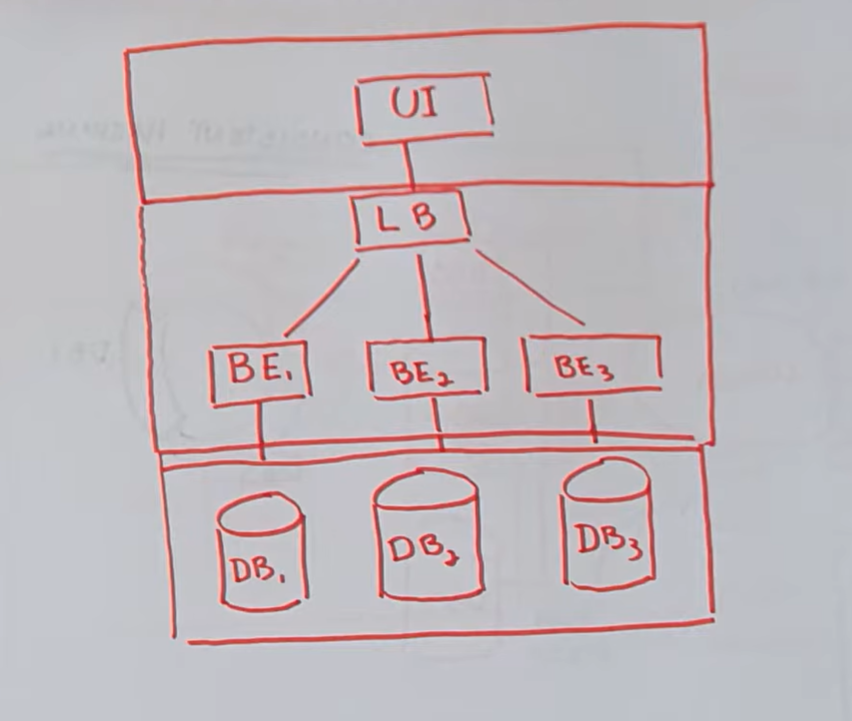 UI
LB
BE₁ BE₂ BE₃
DB₁ DB₂ DB₃